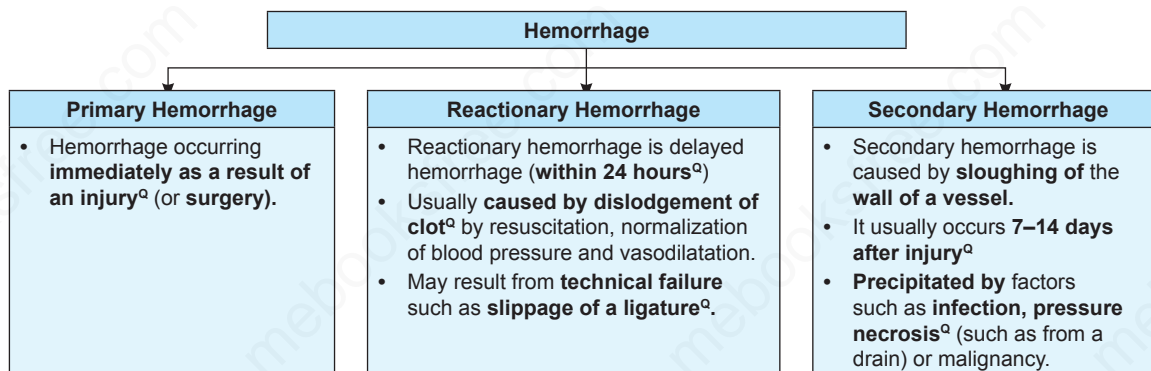 Hemorrhage
Primary Hemorrhage
• Hemorrhage occurring
immediately as a result of
an injuryQ (or surgery).
Reactionary Hemorrhage
• Reactionary hemorrhage is delayed
hemorrhage (within 24 hoursQ)
• Usually caused by dislodgement of
clotQ by resuscitation, normalization
of blood pressure and vasodilatation.
• May result from technical failure
such as slippage of a ligatureQ.
Secondary Hemorrhage
• Secondary hemorrhage is
caused by sloughing of the
wall of a vessel.
• It usually occurs 7–14 days
after injuryQ
• Precipitated by factors
such as infection, pressure
necrosisQ (such as from a
drain) or malignancy.